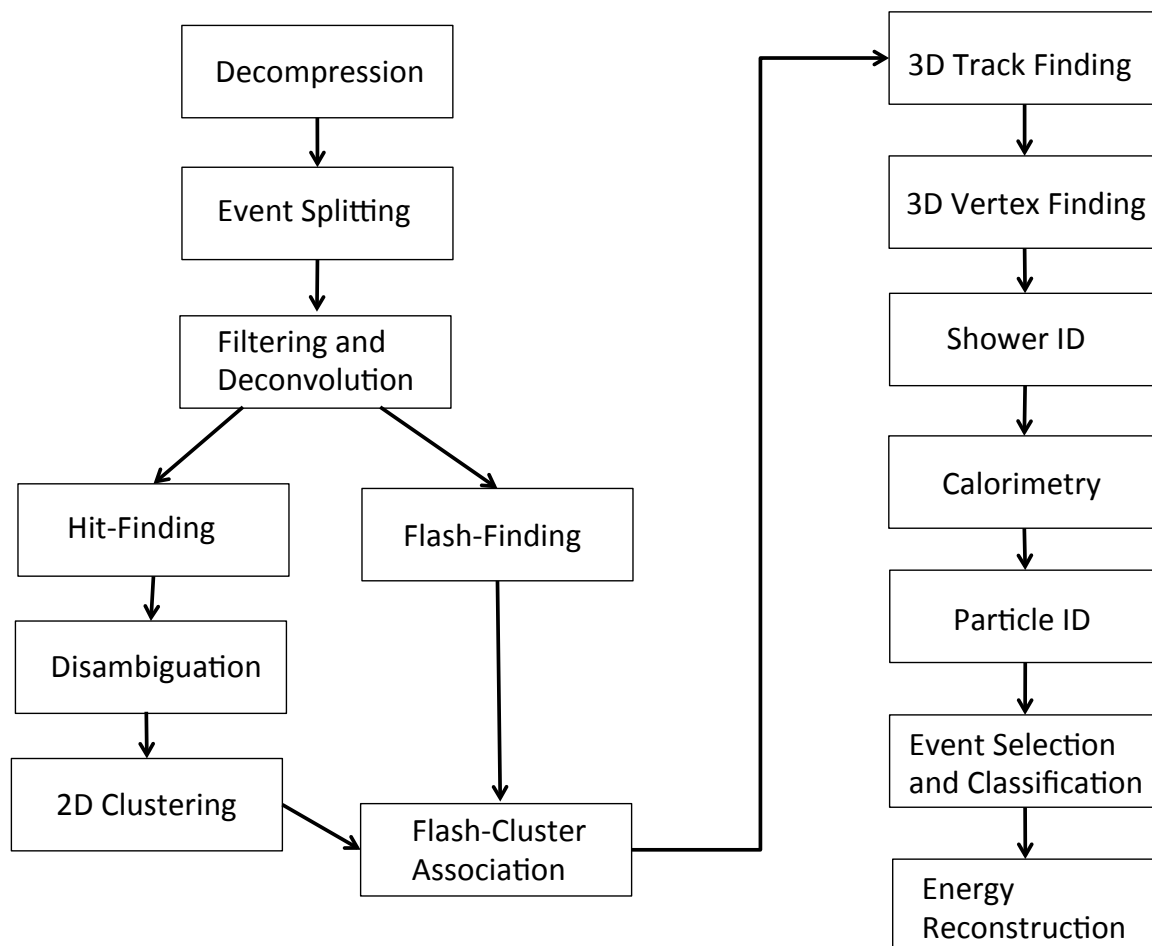 Decompression
Event Splitting
Filtering and
Deconvolution
Hit-Finding
Flash-Finding
Disambiguation
2D Clustering
Flash-Cluster
Association
3D Track Finding
3D Vertex Finding
Shower ID
Calorimetry
Particle ID
Event Selection
and Classification
Energy
Reconstruction